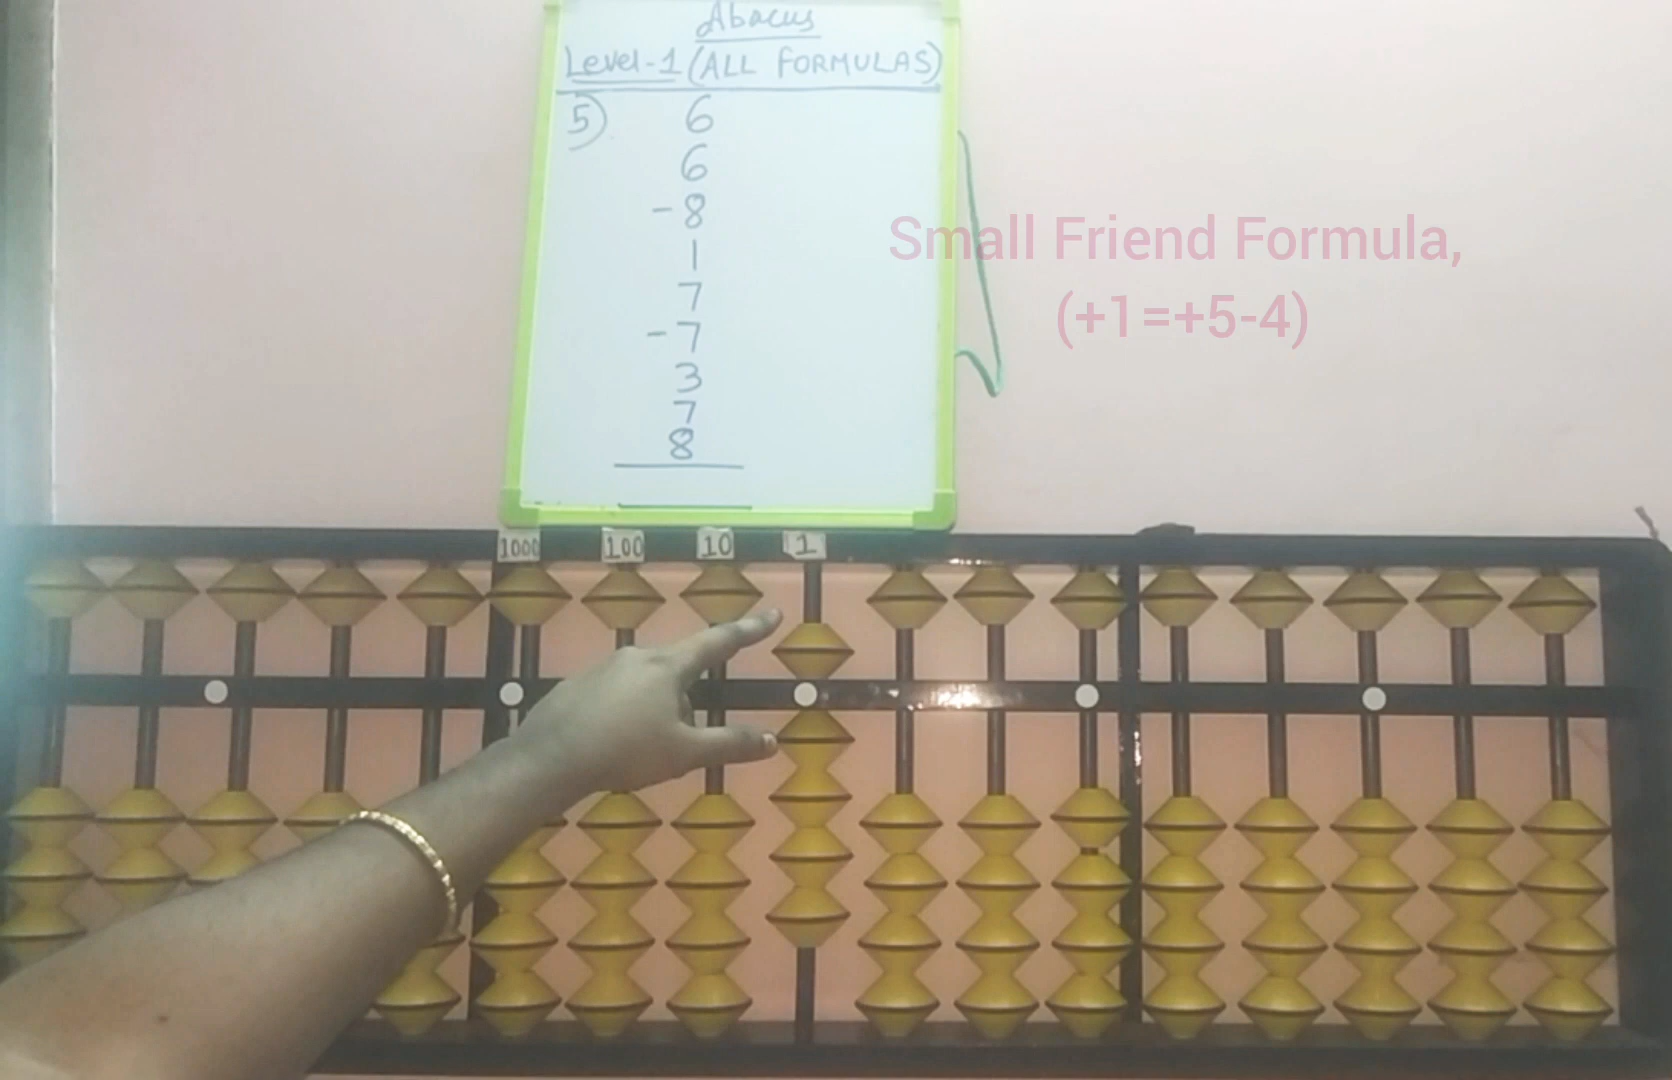 Abacus
Level-1 (ALL FORMULAS)
5) 6
6
-8
1
7
-7
3
7
8
Small Friend Formula,
(+1=+5-4)
1000 100 10 1